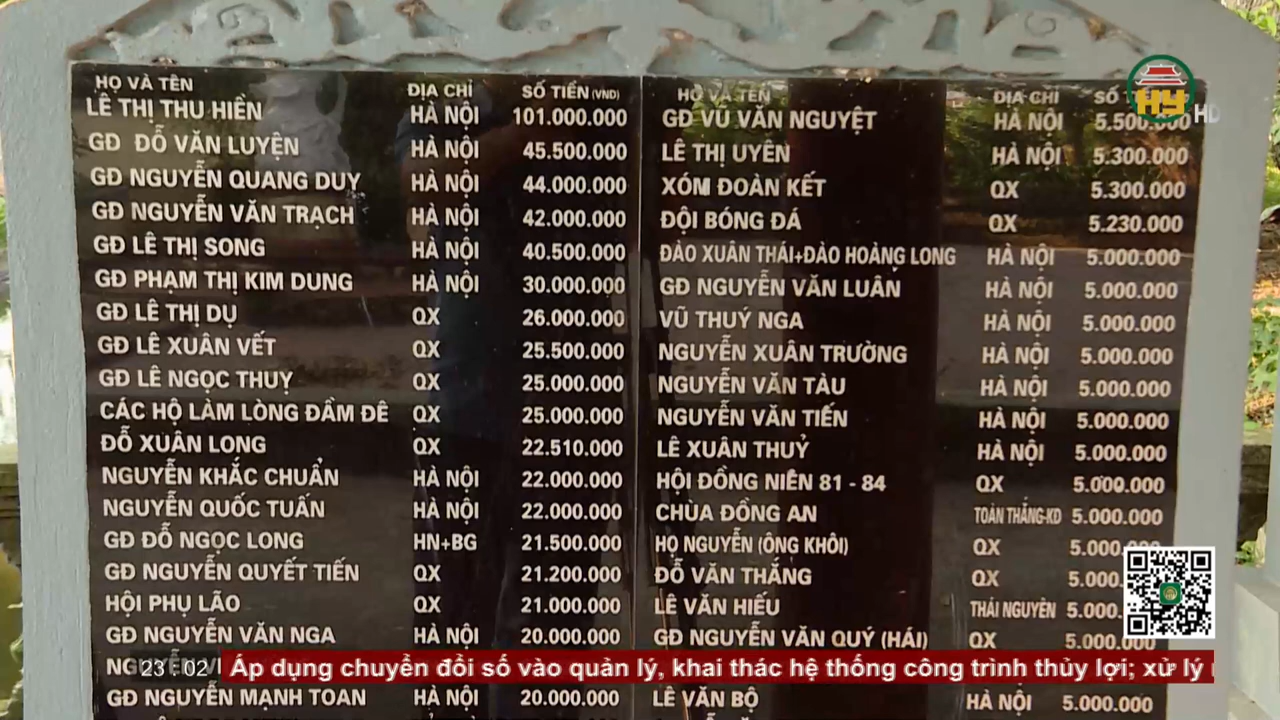 HỌ VÀ TÊN ĐỊA CHỈ SỐ TIỀN (VND)
LÊ THỊ THU HIỀN HÀ NỘI 101.000.000
GĐ ĐỖ VĂN LUYỆN HÀ NỘI 45.500.000
GĐ NGUYỄN QUANG DUY HÀ NỘI 44.000.000
GĐ NGUYỄN VĂN TRẠCH HÀ NỘI 42.000.000
GĐ LÊ THỊ SONG HÀ NỘI 40.500.000
GĐ PHẠM THỊ KIM DUNG HÀ NỘI 30.000.000
GĐ LÊ THỊ DỤ QX 26.000.000
GĐ LÊ XUÂN VẾT QX 25.500.000
GĐ LÊ NGỌC THUỴ QX 25.000.000
CÁC HỘ LÀM LÒNG ĐẦM ĐÊ QX 25.000.000
ĐỖ XUÂN LONG QX 22.510.000
NGUYỄN KHẮC CHUẨN HÀ NỘI 22.000.000
NGUYỄN QUỐC TUẤN HÀ NỘI 22.000.000
GĐ ĐỖ NGỌC LONG HN+BG 21.500.000
GĐ NGUYỄN QUYẾT TIẾN QX 21.200.000
HỘI PHỤ LÃO QX 21.000.000
GĐ NGUYỄN VĂN NGA HÀ NỘI 20.000.000
GĐ NGUYỄN MẠNH TOAN HÀ NỘI 20.000.000
HỌ VÀ TÊN ĐỊA CHỈ SỐ
GĐ VŨ VĂN NGUYỆT HÀ NỘI 5.500.000
LÊ THỊ UYÊN HÀ NỘI 5.300.000
XÓM ĐOÀN KẾT QX 5.300.000
ĐỘI BÓNG ĐÁ QX 5.230.000
ĐÀO XUÂN THÁI+ĐÀO HOÀNG LONG HÀ NỘI 5.000.000
GĐ NGUYỄN VĂN LUÂN HÀ NỘI 5.000.000
VŨ THUÝ NGA HÀ NỘI 5.000.000
NGUYỄN XUÂN TRƯỜNG HÀ NỘI 5.000.000
NGUYỄN VĂN TÀU HÀ NỘI 5.000.000
NGUYỄN VĂN TIẾN HÀ NỘI 5.000.000
LÊ XUÂN THUỶ HÀ NỘI 5.000.000
HỘI ĐỒNG NIÊN 81 - 84 QX 5.000.000
CHÙA ĐỒNG AN TOÀN THẮNG-KĐ 5.000.000
HỌ NGUYỄN (ÔNG KHÔI) QX 5.000.
ĐỖ VĂN THẮNG QX 5.000.
LÊ VĂN HIẾU THÁI NGUYÊN 5.000.
GĐ NGUYỄN VĂN QUÝ (HÁI) QX 5.000.000
LÊ VĂN BỘ HÀ NỘI 5.000.000
HY HD
23 : 02 Áp dụng chuyển đổi số vào quản lý, khai thác hệ thống công trình thủy lợi; xử lý